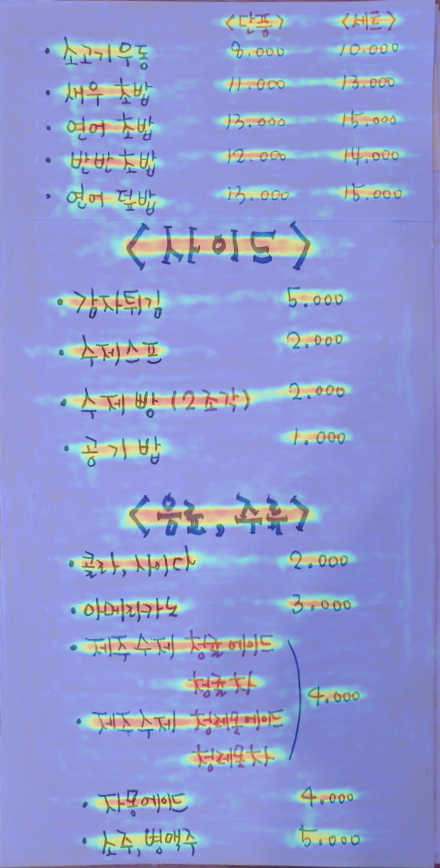 <단품> <세트>
· 소고기우동 8.000 10.000
· 새우 초밥 11.000 13.000
· 연어 초밥 13.000 15.000
· 반반초밥 12.000 14.000
· 연어 덮밥 13.000 15.000
<사이드>
· 감자튀김 5.000
· 수제스프 2.000
· 수제 빵 (2조각) 2.000
· 공기 밥 1.000
<음료, 주류>
· 콜라, 사이다 2.000
· 아메리카노 3.000
· 제주수제 청귤에이드
청귤차
4.000
· 제주수제 청레몬에이드
청레몬차
· 자몽에이드 4.000
· 소주, 병맥주 5.000